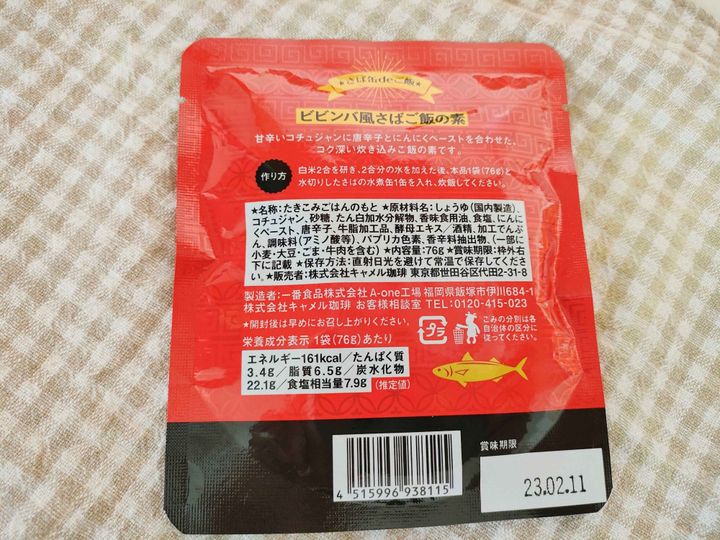 ★さば缶deご飯★
ビビンバ風さばご飯の素
甘辛いコチュジャンに唐辛子とにんにくペーストを合わせた、
コク深い炊き込みご飯の素です。
作り方
白米2合を研ぎ、2合分の水を加えた後、本品1袋(76g)と
水切りしたさばの水煮缶1缶を入れ、炊飯してください。
★名称:たきこみごはんのもと ★原材料名:しょうゆ(国内製造)、
コチュジャン、砂糖、たん白加水分解物、香味食用油、食塩、にんに
くペースト、唐辛子、牛脂加工品、酵母エキス/酒精、加工でんぷ
ん、調味料(アミノ酸等)、パプリカ色素、香辛料抽出物、(一部に
小麦・大豆・ごま・牛肉を含む) ★内容量:76g ★賞味期限:枠外右
下に記載 ★保存方法:直射日光を避けて常温で保存してくださ
い。★販売者:株式会社キャメル珈琲 東京都世田谷区代田2-31-8
製造者:一番食品株式会社 A-one工場 福岡県飯塚市伊川684-1
株式会社キャメル珈琲 お客様相談室 TEL:0120-415-023
★開封後は早めにお召し上がりください。
プラ
ごみの分別は各
自治体の区分に
従ってください。
栄養成分表示 1袋(76g)あたり
エネルギー161kcal/たんぱく質
3.4g/脂質6.5g/炭水化物
22.1g/食塩相当量7.9g (推定値)
賞味期限
23.02.11
4 515996 938115